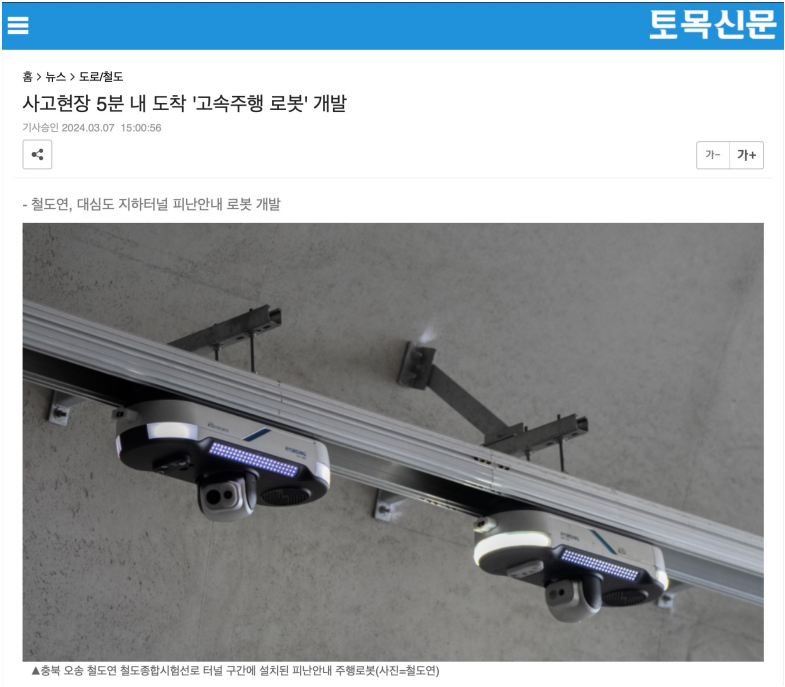 토목신문
홈 > 뉴스 > 도로/철도
사고현장 5분 내 도착 '고속주행 로봇' 개발
기사승인 2024.03.07 15:00:56
가- 가+
- 철도연, 대심도 지하터널 피난안내 로봇 개발
▲충북 오송 철도연 철도종합시험선로 터널 구간에 설치된 피난안내 주행로봇(사진=철도연)